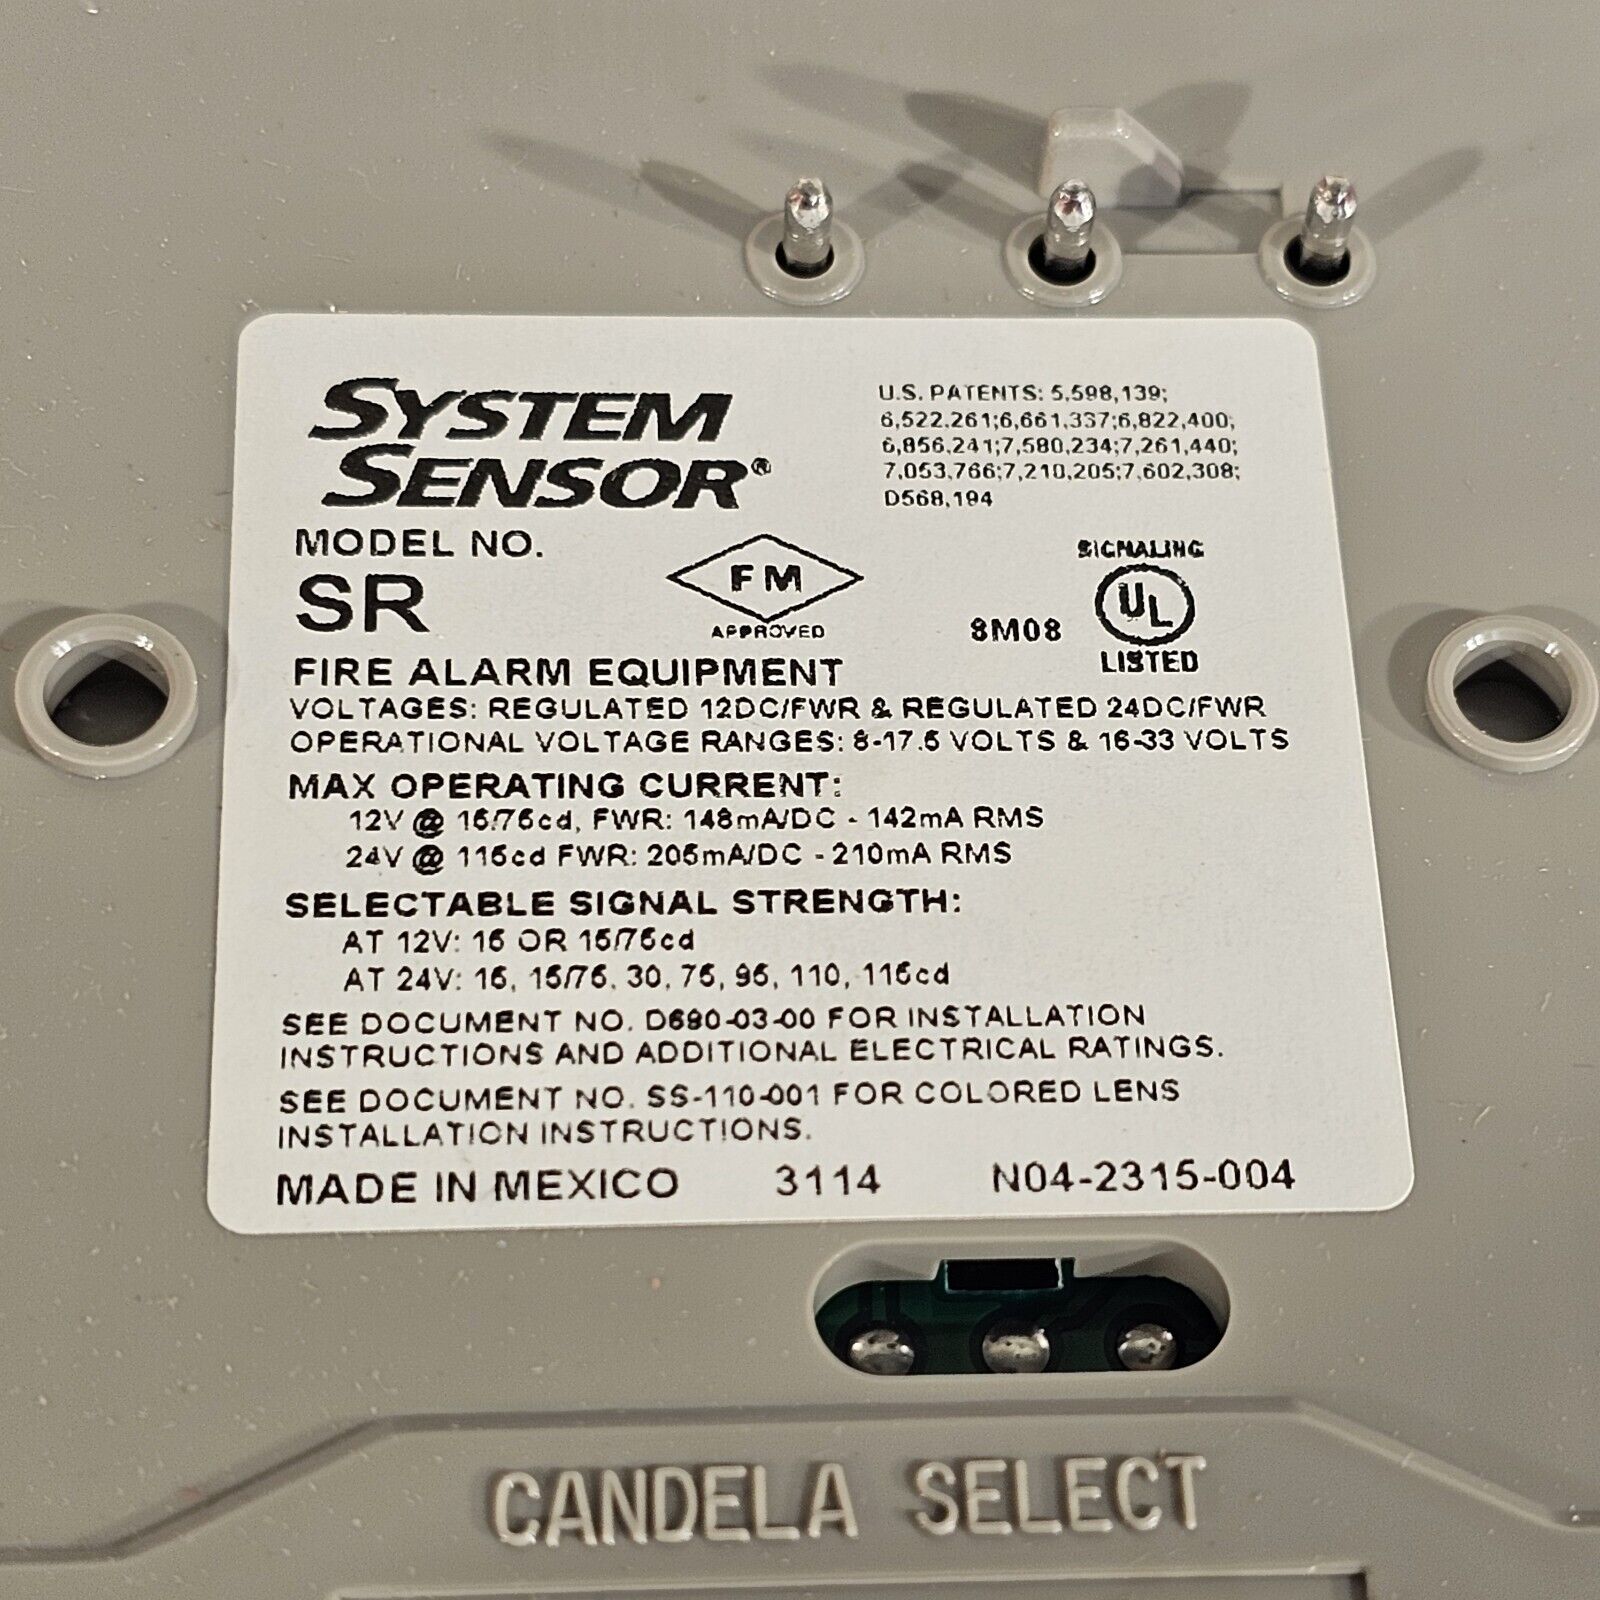 SYSTEM
SENSOR®
U.S. PATENTS: 5,598,139;
6,522,261;6,661,337;6,822,400;
6,856,241;7,580,234;7,261,440;
7,053,766;7,210,205;7,602,308;
D568,194
MODEL NO.
SR
FM
APPROVED
8M08
SIGNALING
UL
LISTED
FIRE ALARM EQUIPMENT
VOLTAGES: REGULATED 12DC/FWR & REGULATED 24DC/FWR
OPERATIONAL VOLTAGE RANGES: 8-17.5 VOLTS & 16-33 VOLTS
MAX OPERATING CURRENT:
12V @ 15/75cd, FWR: 148mA/DC - 142mA RMS
24V @ 115cd FWR: 205mA/DC - 210mA RMS
SELECTABLE SIGNAL STRENGTH:
AT 12V: 15 OR 15/75cd
AT 24V: 15, 15/75, 30, 75, 95, 110, 115cd
SEE DOCUMENT NO. D690-03-00 FOR INSTALLATION
INSTRUCTIONS AND ADDITIONAL ELECTRICAL RATINGS.
SEE DOCUMENT NO. SS-110-001 FOR COLORED LENS
INSTALLATION INSTRUCTIONS.
MADE IN MEXICO 3114 N04-2315-004
CANDELA SELECT